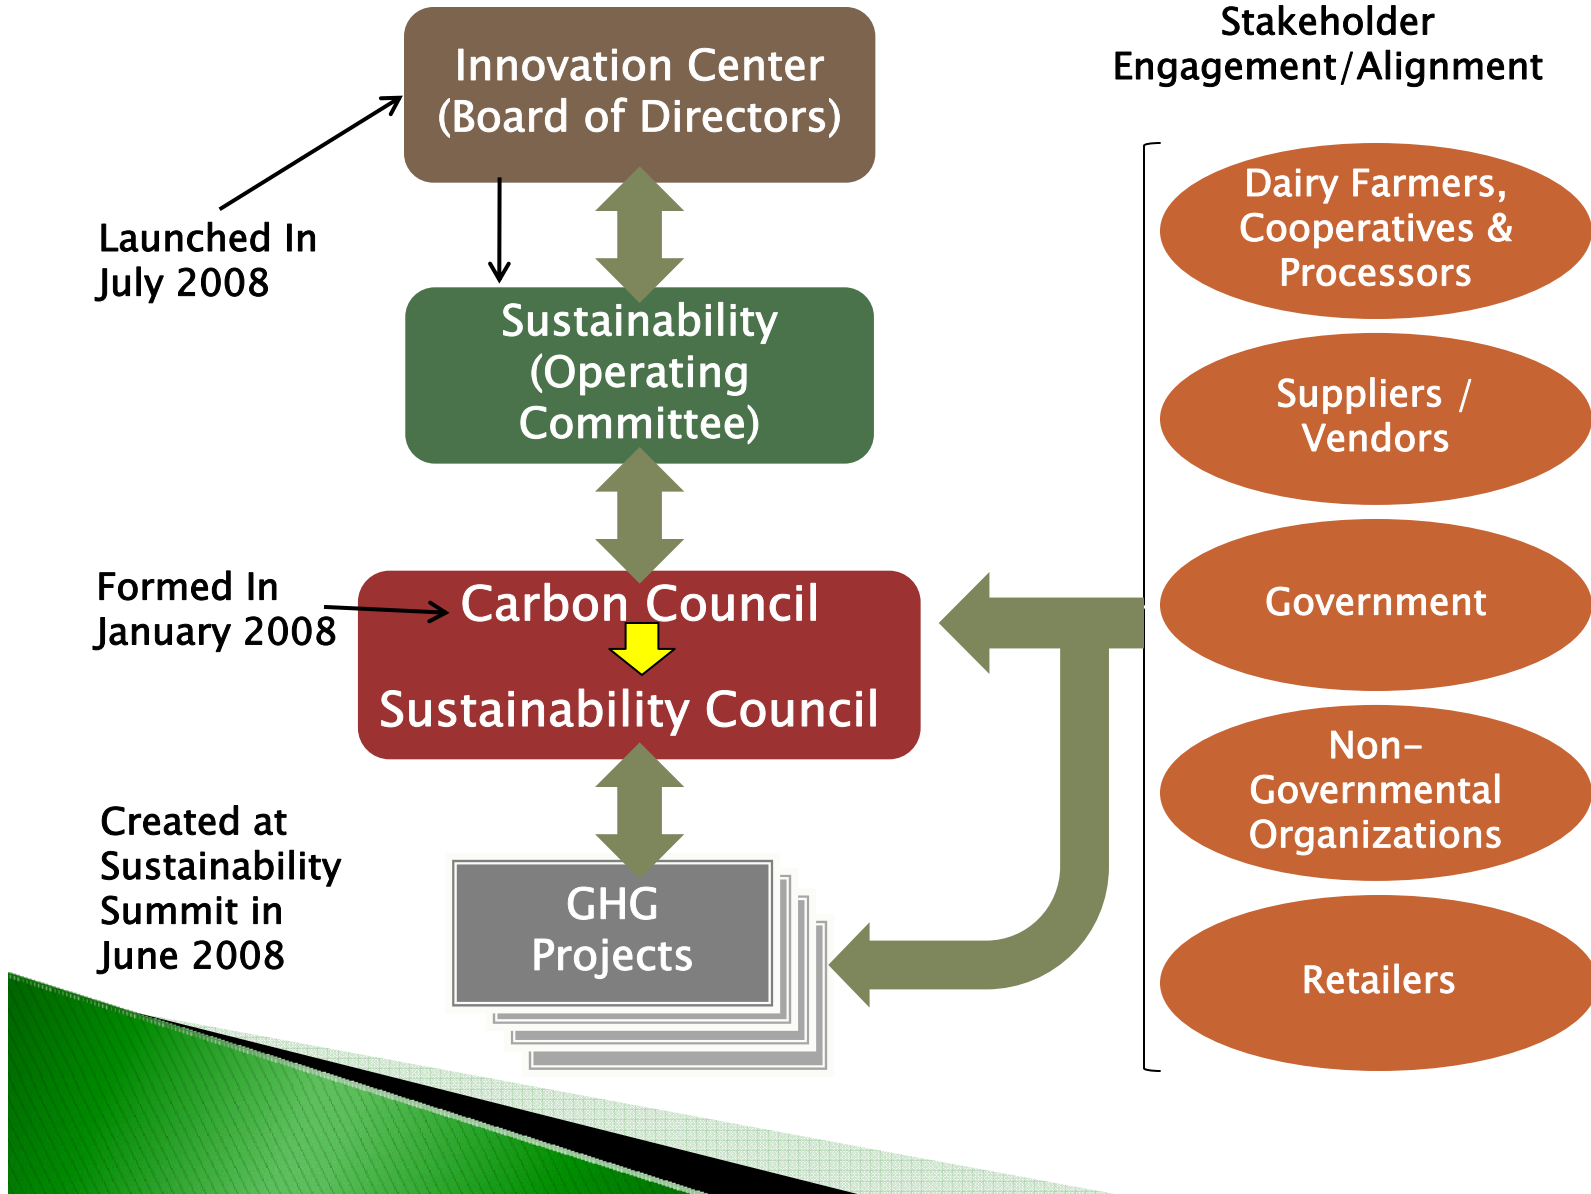 Innovation Center
(Board of Directors)
Launched In
July 2008
Sustainability
(Operating
Committee)
Formed In
January 2008
Carbon Council
Sustainability Council
Created at
Sustainability
Summit in
June 2008
GHG
Projects
Stakeholder
Engagement/Alignment
Dairy Farmers,
Cooperatives &
Processors
Suppliers /
Vendors
Government
Non-
Governmental
Organizations
Retailers